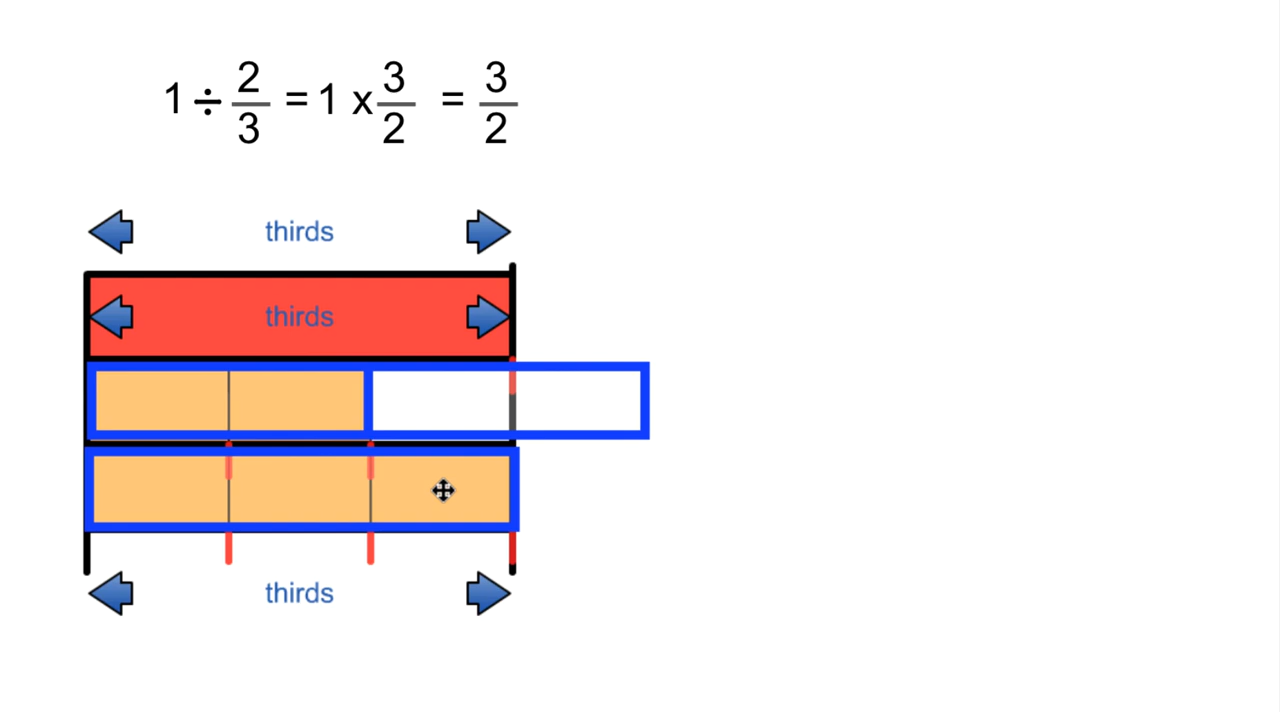 1 ÷ 2/3 = 1 x 3/2 = 3/2
thirds
thirds
thirds